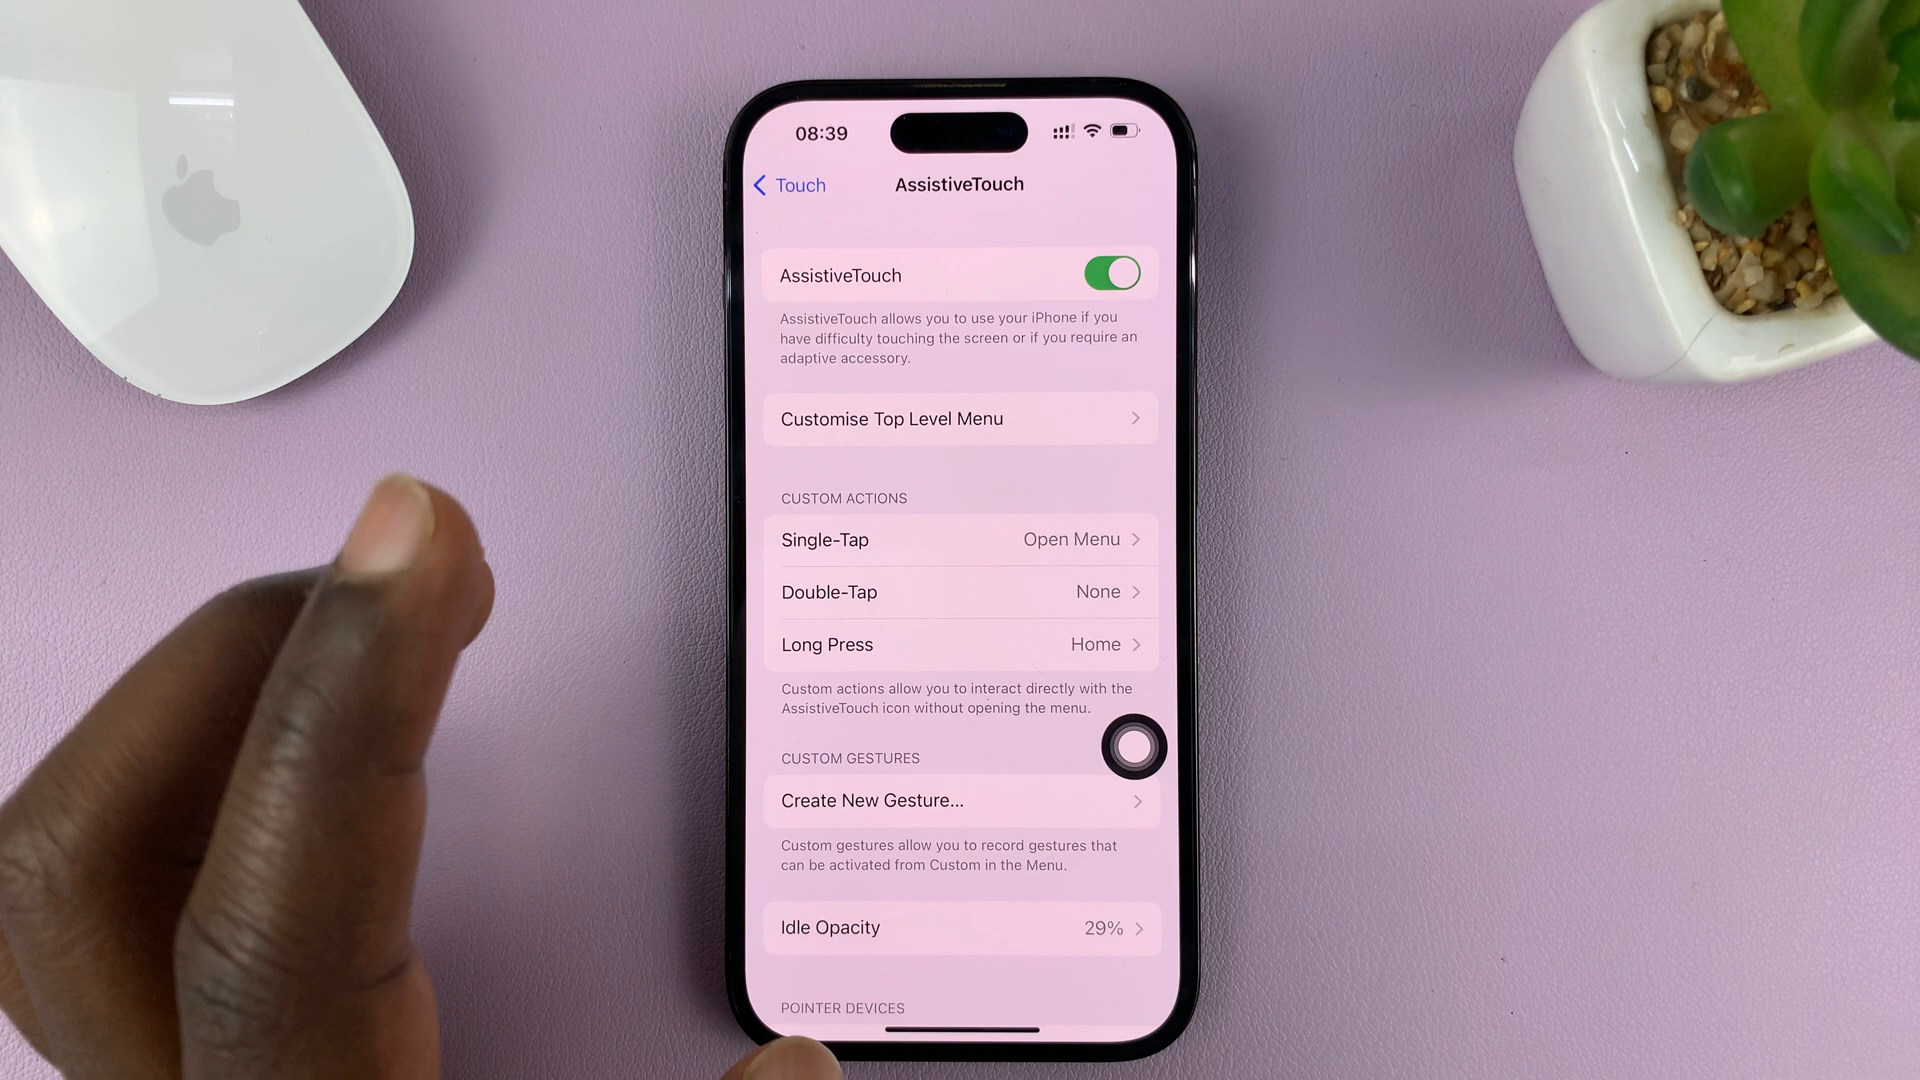 08:39
Touch
AssistiveTouch
AssistiveTouch
AssistiveTouch allows you to use your iPhone if you
have difficulty touching the screen or if you require an
adaptive accessory.
Customise Top Level Menu
CUSTOM ACTIONS
Single-Tap Open Menu
Double-Tap None
Long Press Home
Custom actions allow you to interact directly with the
AssistiveTouch icon without opening the menu.
CUSTOM GESTURES
Create New Gesture...
Custom gestures allow you to record gestures that
can be activated from Custom in the Menu.
Idle Opacity 29%
POINTER DEVICES